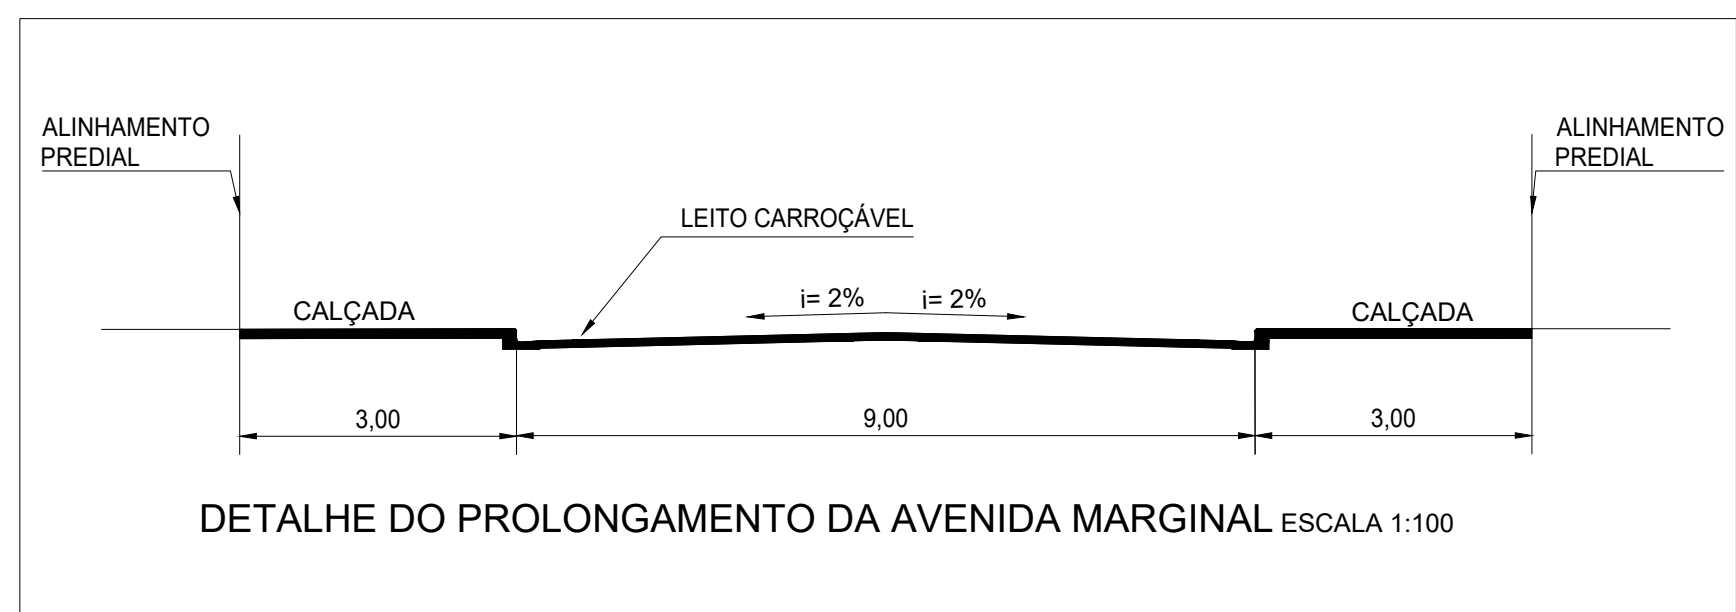 ALINHAMENTO
PREDIAL
ALINHAMENTO
PREDIAL
LEITO CARROÇÁVEL
i= 2%
i= 2%
CALÇADA
CALÇADA
3,00
9,00
3,00
DETALHE DO PROLONGAMENTO DA AVENIDA MARGINAL ESCALA 1:100